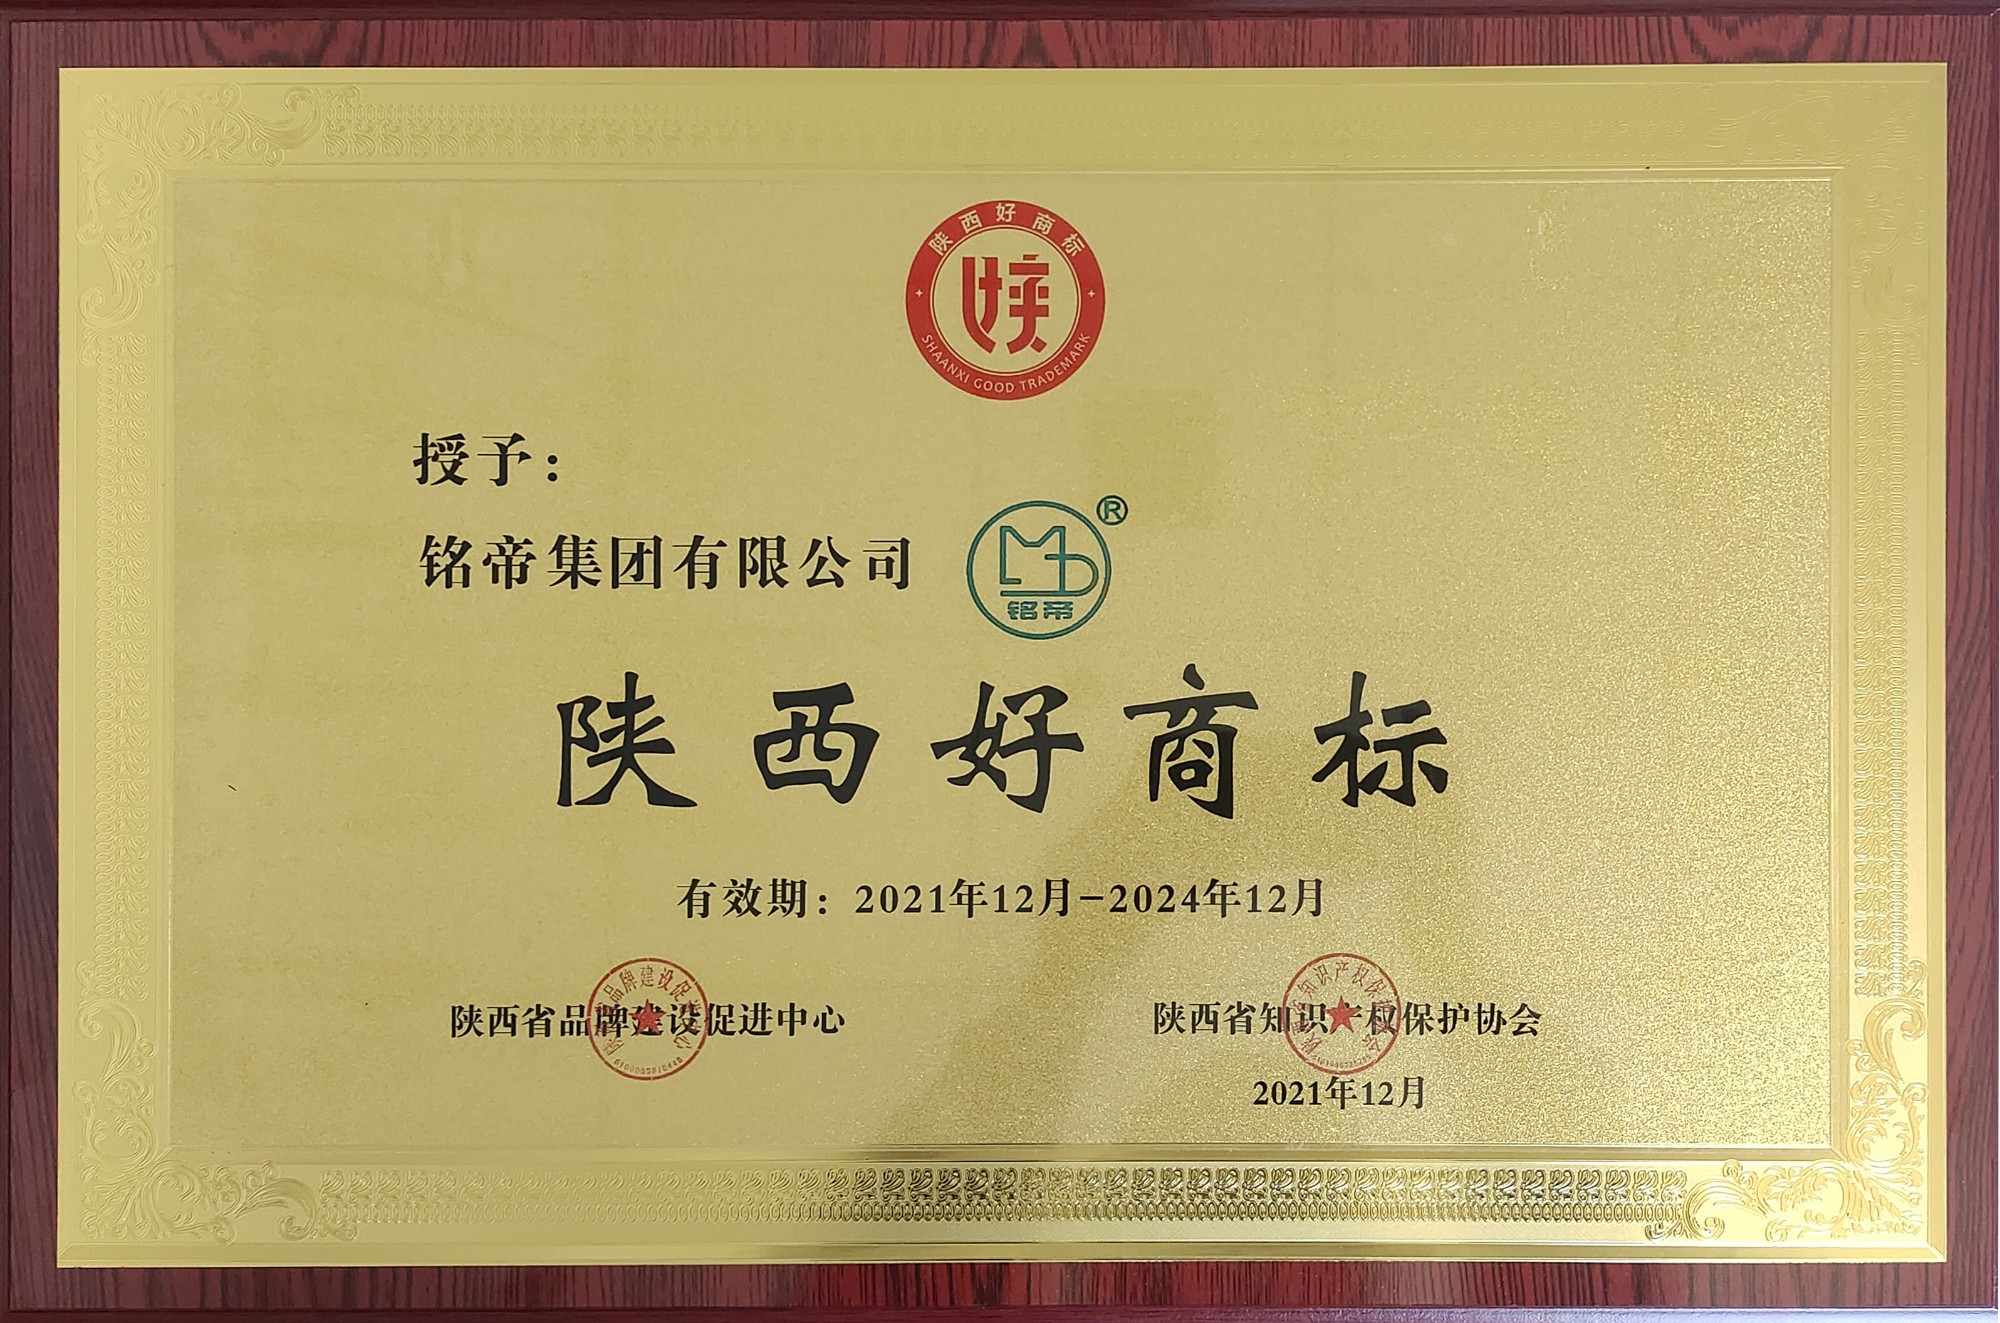 陕西好商标
陕
SHAANXI GOOD TRADEMARK
授予：
铭帝集团有限公司
®
铭帝
陕西好商标
有效期：2021年12月-2024年12月
陕西省品牌建设促进中心
陕西省知识产权保护协会
2021年12月